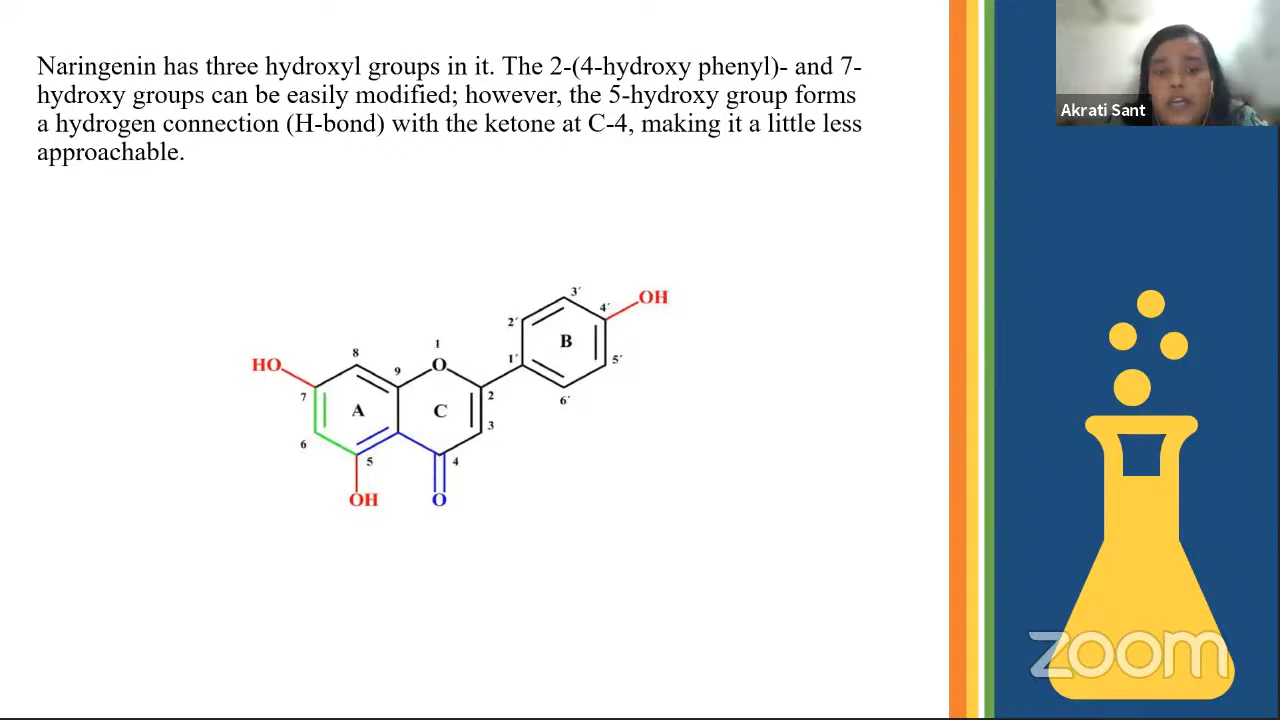 Naringenin has three hydroxyl groups in it. The 2-(4-hydroxy phenyl)- and 7-
hydroxy groups can be easily modified; however, the 5-hydroxy group forms
a hydrogen connection (H-bond) with the ketone at C-4, making it a little less
approachable.
Akrati Sant
3´
4´
OH
2´
B
1
8
O
1´
5´
HO
9
7
2
6´
A
C
3
6
5
4
OH
O
zoom